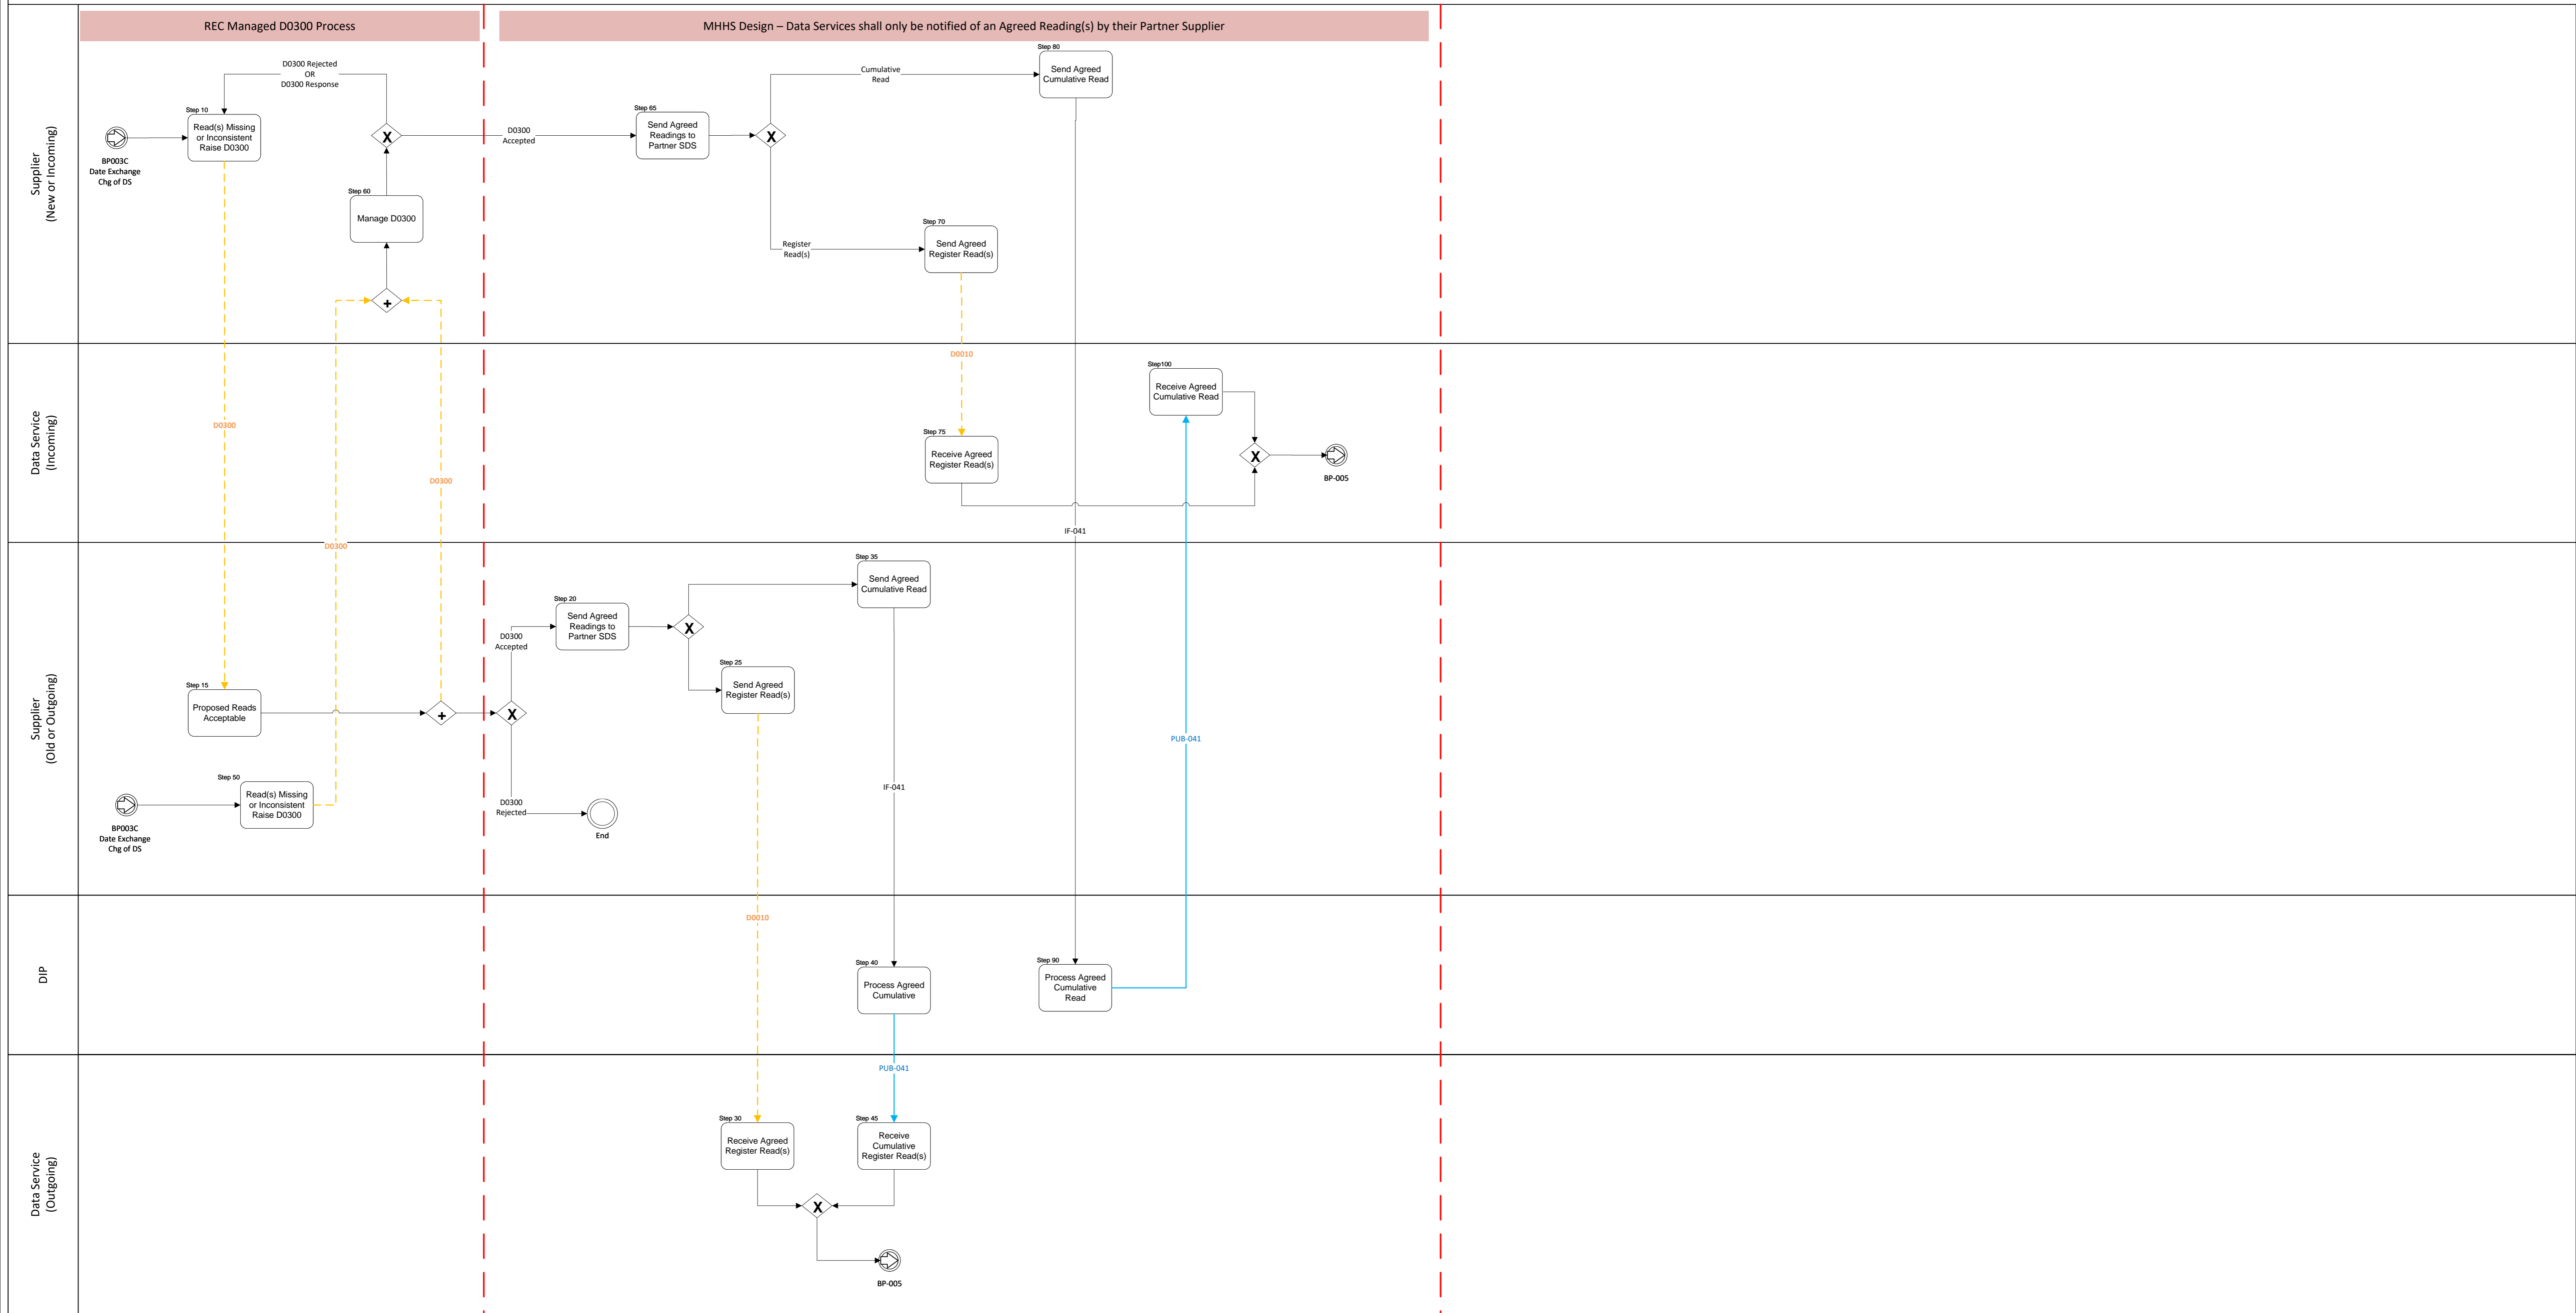 REC Managed D0300 Process
MHHS Design – Data Services shall only be notified of an Agreed Reading(s) by their Partner Supplier
Supplier
(New or Incoming)
BP003C
Date Exchange
Chg of DS
Step 10
Read(s) Missing
or Inconsistent
Raise D0300
D0300 Rejected
OR
D0300 Response
X
Step 60
Manage D0300
+
D0300
Accepted
Step 65
Send Agreed
Readings to
Partner SDS
X
Cumulative
Read
Step 80
Send Agreed
Cumulative Read
Register
Read(s)
Step 70
Send Agreed
Register Read(s)
Data Service
(Incoming)
D0300
D0300
D0300
D0010
Step 75
Receive Agreed
Register Read(s)
Step100
Receive Agreed
Cumulative Read
X
BP-005
IF-041
Supplier
(Old or Outgoing)
Step 15
Proposed Reads
Acceptable
+
X
BP003C
Date Exchange
Chg of DS
Step 50
Read(s) Missing
or Inconsistent
Raise D0300
D0300
Accepted
Step 20
Send Agreed
Readings to
Partner SDS
X
Step 35
Send Agreed
Cumulative Read
Step 25
Send Agreed
Register Read(s)
D0300
Rejected
End
IF-041
PUB-041
DIP
D0010
Step 40
Process Agreed
Cumulative
Step 90
Process Agreed
Cumulative
Read
Data Service
(Outgoing)
PUB-041
Step 30
Receive Agreed
Register Read(s)
Step 45
Receive
Cumulative
Register Read(s)
X
BP-005